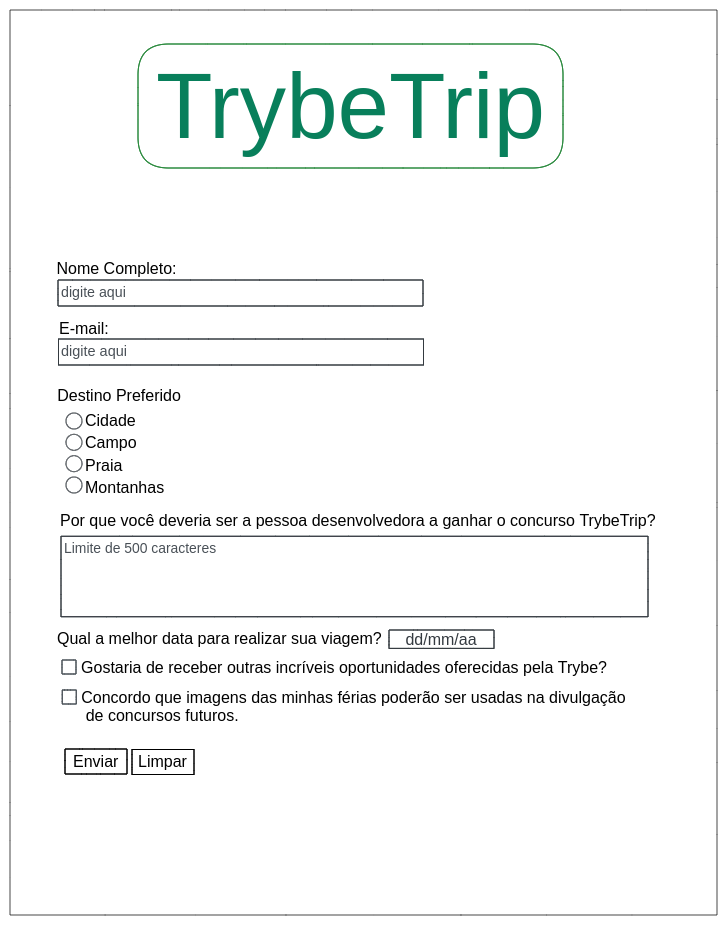 TrybeTrip
Nome Completo:
digite aqui
E-mail:
digite aqui
Destino Preferido
Cidade
Campo
Praia
Montanhas
Por que você deveria ser a pessoa desenvolvedora a ganhar o concurso TrybeTrip?
Limite de 500 caracteres
Qual a melhor data para realizar sua viagem? dd/mm/aa
Gostaria de receber outras incríveis oportunidades oferecidas pela Trybe?
Concordo que imagens das minhas férias poderão ser usadas na divulgação
de concursos futuros.
Enviar Limpar